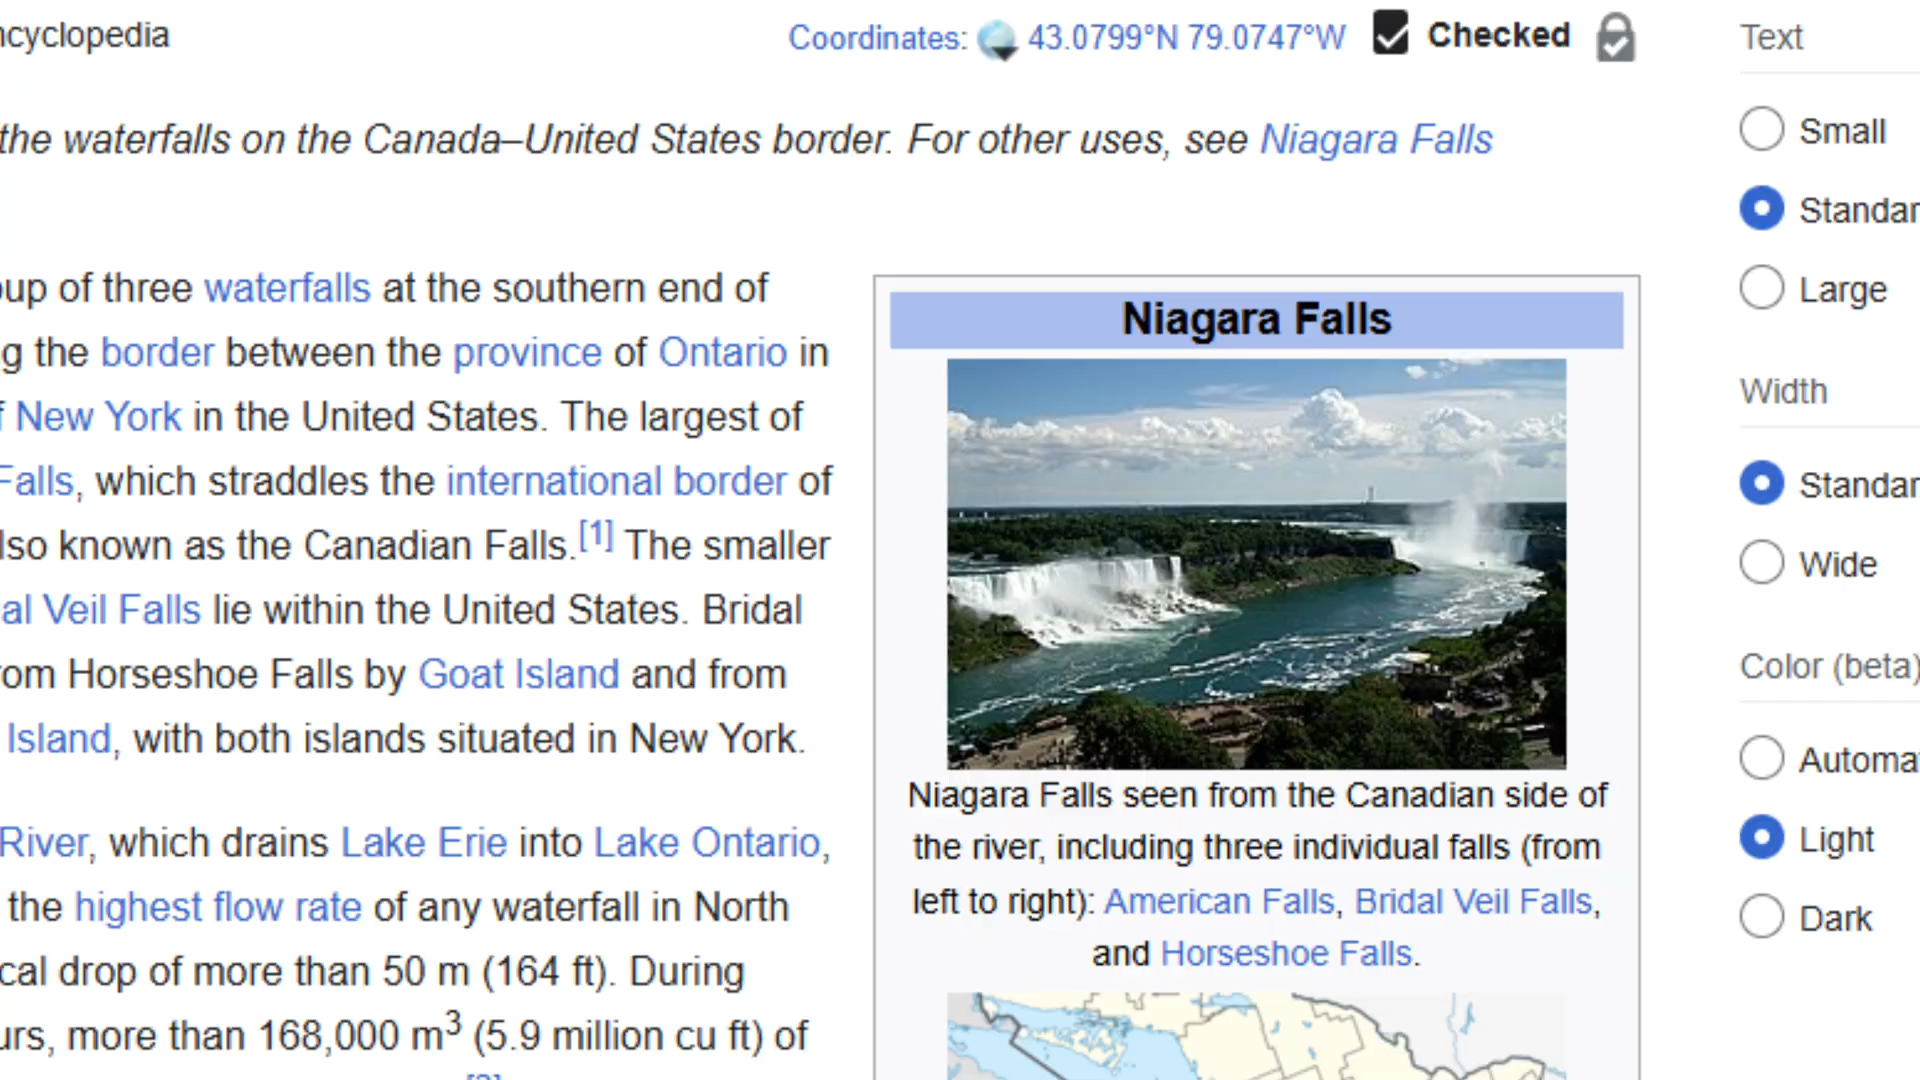 ncyclopedia
Coordinates: 43.0799°N 79.0747°W Checked
the waterfalls on the Canada–United States border. For other uses, see Niagara Falls
oup of three waterfalls at the southern end of
g the border between the province of Ontario in
f New York in the United States. The largest of
Falls, which straddles the international border of
lso known as the Canadian Falls.[1] The smaller
al Veil Falls lie within the United States. Bridal
rom Horseshoe Falls by Goat Island and from
Island, with both islands situated in New York.
River, which drains Lake Erie into Lake Ontario,
the highest flow rate of any waterfall in North
cal drop of more than 50 m (164 ft). During
urs, more than 168,000 m³ (5.9 million cu ft) of
Niagara Falls
Niagara Falls seen from the Canadian side of
the river, including three individual falls (from
left to right): American Falls, Bridal Veil Falls,
and Horseshoe Falls.
Text
Small
Standar
Large
Width
Standar
Wide
Color (beta)
Automa
Light
Dark